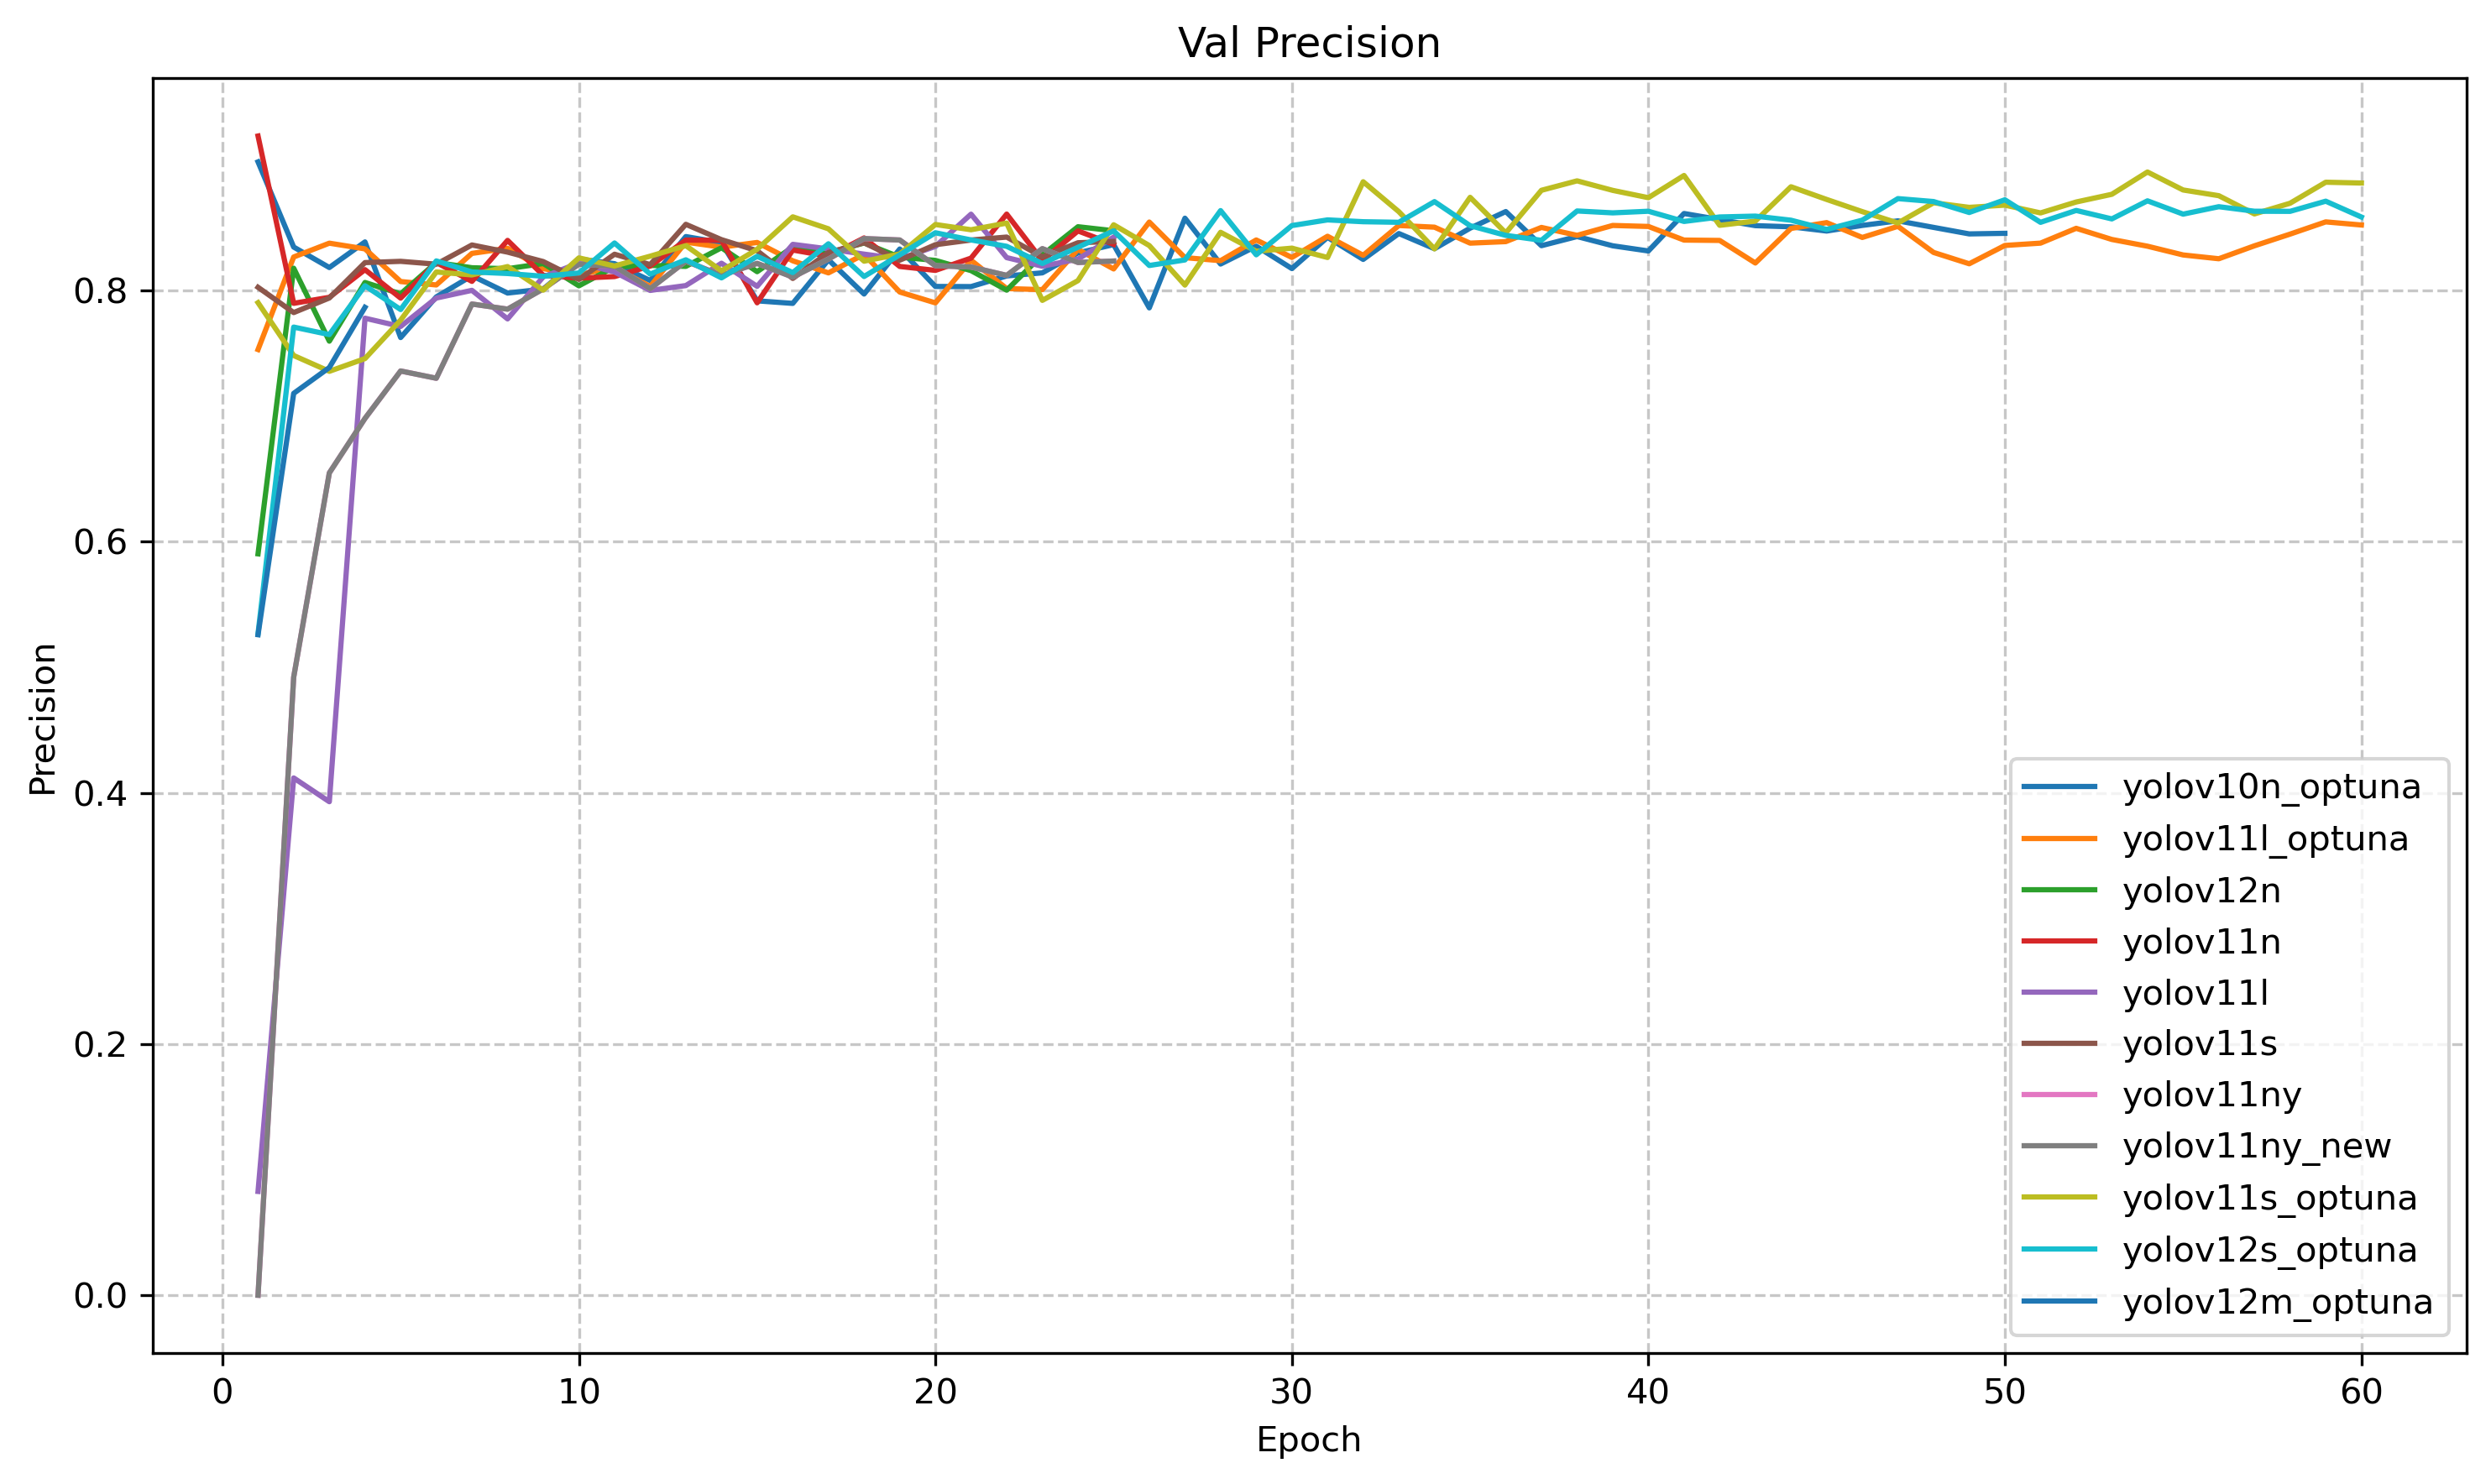 Val Precision
Precision
0.8
0.6
0.4
0.2
0.0
0 10 20 30 40 50 60
Epoch
yolov10n_optuna
yolov11l_optuna
yolov12n
yolov11n
yolov11l
yolov11s
yolov11ny
yolov11ny_new
yolov11s_optuna
yolov12s_optuna
yolov12m_optuna